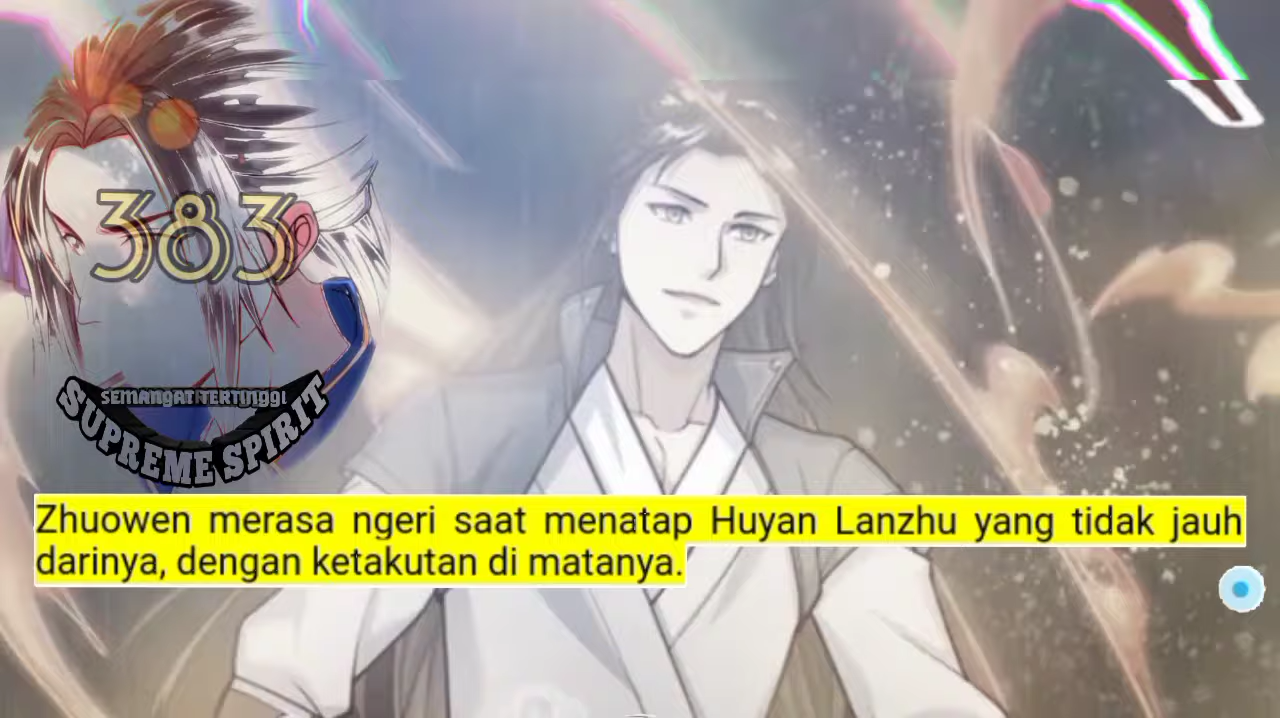 383
SEMANGAT TERTINGGI
SUPREME SPIRIT
Zhuowen merasa ngeri saat menatap Huyan Lanzhu yang tidak jauh
darinya, dengan ketakutan di matanya.